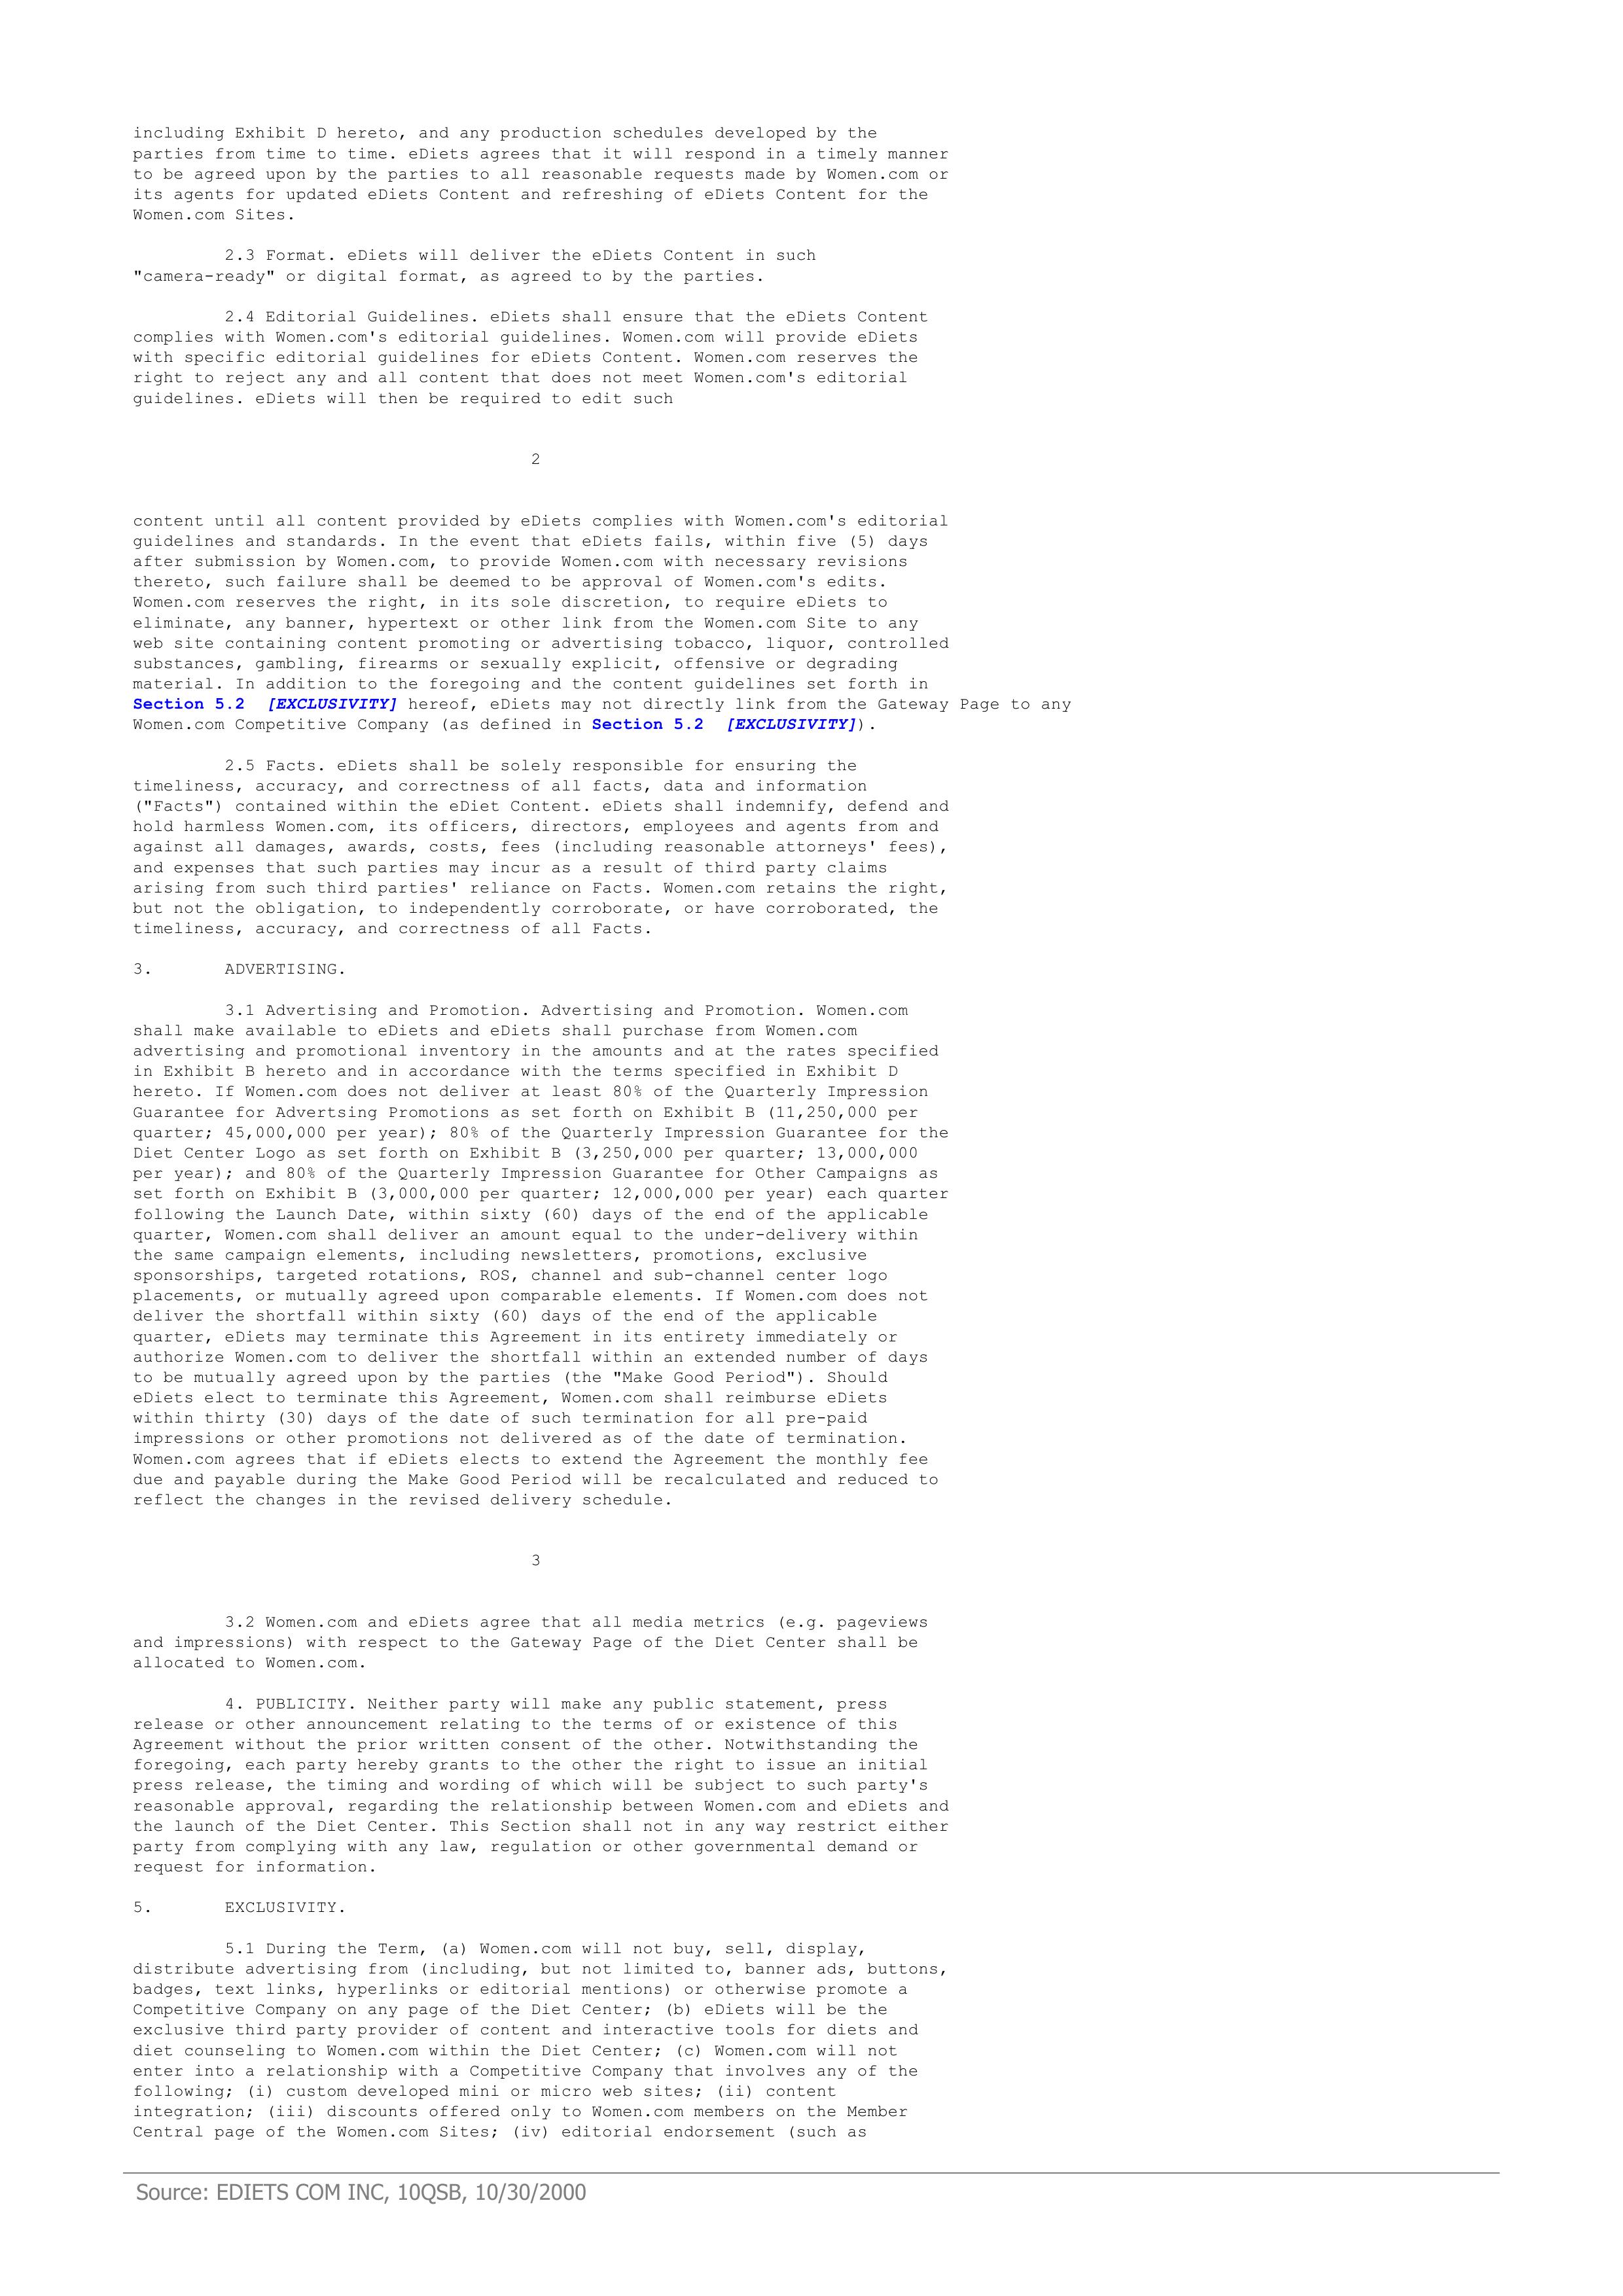 including Exhibit D hereto, and any production schedules developed by the
parties from time to time. eDiets agrees that it will respond in a timely manner
to be agreed upon by the parties to all reasonable requests made by Women.com or
its agents for updated eDiets Content and refreshing of eDiets Content for the
Women.com Sites.
2.3 Format. eDiets will deliver the eDiets Content in such
"camera-ready" or digital format, as agreed to by the parties.
2.4 Editorial Guidelines. eDiets shall ensure that the eDiets Content
complies with Women.com's editorial guidelines. Women.com will provide eDiets
with specific editorial guidelines for eDiets Content. Women.com reserves the
right to reject any and all content that does not meet Women.com's editorial
guidelines. eDiets will then be required to edit such
2
content until all content provided by eDiets complies with Women.com's editorial
guidelines and standards. In the event that eDiets fails, within five (5) days
after submission by Women.com, to provide Women.com with necessary revisions
thereto, such failure shall be deemed to be approval of Women.com's edits.
Women.com reserves the right, in its sole discretion, to require eDiets to
eliminate, any banner, hypertext or other link from the Women.com Site to any
web site containing content promoting or advertising tobacco, liquor, controlled
substances, gambling, firearms or sexually explicit, offensive or degrading
material. In addition to the foregoing and the content guidelines set forth in
Section 5.2 [EXCLUSIVITY] hereof, eDiets may not directly link from the Gateway Page to any
Women.com Competitive Company (as defined in Section 5.2 [EXCLUSIVITY]).
2.5 Facts. eDiets shall be solely responsible for ensuring the
timeliness, accuracy, and correctness of all facts, data and information
("Facts") contained within the eDiet Content. eDiets shall indemnify, defend and
hold harmless Women.com, its officers, directors, employees and agents from and
against all damages, awards, costs, fees (including reasonable attorneys' fees),
and expenses that such parties may incur as a result of third party claims
arising from such third parties' reliance on Facts. Women.com retains the right,
but not the obligation, to independently corroborate, or have corroborated, the
timeliness, accuracy, and correctness of all Facts.
3. ADVERTISING.
3.1 Advertising and Promotion. Advertising and Promotion. Women.com
shall make available to eDiets and eDiets shall purchase from Women.com
advertising and promotional inventory in the amounts and at the rates specified
in Exhibit B hereto and in accordance with the terms specified in Exhibit D
hereto. If Women.com does not deliver at least 80% of the Quarterly Impression
Guarantee for Advertsing Promotions as set forth on Exhibit B (11,250,000 per
quarter; 45,000,000 per year); 80% of the Quarterly Impression Guarantee for the
Diet Center Logo as set forth on Exhibit B (3,250,000 per quarter; 13,000,000
per year); and 80% of the Quarterly Impression Guarantee for Other Campaigns as
set forth on Exhibit B (3,000,000 per quarter; 12,000,000 per year) each quarter
following the Launch Date, within sixty (60) days of the end of the applicable
quarter, Women.com shall deliver an amount equal to the under-delivery within
the same campaign elements, including newsletters, promotions, exclusive
sponsorships, targeted rotations, ROS, channel and sub-channel center logo
placements, or mutually agreed upon comparable elements. If Women.com does not
deliver the shortfall within sixty (60) days of the end of the applicable
quarter, eDiets may terminate this Agreement in its entirety immediately or
authorize Women.com to deliver the shortfall within an extended number of days
to be mutually agreed upon by the parties (the "Make Good Period"). Should
eDiets elect to terminate this Agreement, Women.com shall reimburse eDiets
within thirty (30) days of the date of such termination for all pre-paid
impressions or other promotions not delivered as of the date of termination.
Women.com agrees that if eDiets elects to extend the Agreement the monthly fee
due and payable during the Make Good Period will be recalculated and reduced to
reflect the changes in the revised delivery schedule.
3
3.2 Women.com and eDiets agree that all media metrics (e.g. pageviews
and impressions) with respect to the Gateway Page of the Diet Center shall be
allocated to Women.com.
4. PUBLICITY. Neither party will make any public statement, press
release or other announcement relating to the terms of or existence of this
Agreement without the prior written consent of the other. Notwithstanding the
foregoing, each party hereby grants to the other the right to issue an initial
press release, the timing and wording of which will be subject to such party's
reasonable approval, regarding the relationship between Women.com and eDiets and
the launch of the Diet Center. This Section shall not in any way restrict either
party from complying with any law, regulation or other governmental demand or
request for information.
5. EXCLUSIVITY.
5.1 During the Term, (a) Women.com will not buy, sell, display,
distribute advertising from (including, but not limited to, banner ads, buttons,
badges, text links, hyperlinks or editorial mentions) or otherwise promote a
Competitive Company on any page of the Diet Center; (b) eDiets will be the
exclusive third party provider of content and interactive tools for diets and
diet counseling to Women.com within the Diet Center; (c) Women.com will not
enter into a relationship with a Competitive Company that involves any of the
following; (i) custom developed mini or micro web sites; (ii) content
integration; (iii) discounts offered only to Women.com members on the Member
Central page of the Women.com Sites; (iv) editorial endorsement (such as
Source: EDIETS COM INC, 10QSB, 10/30/2000